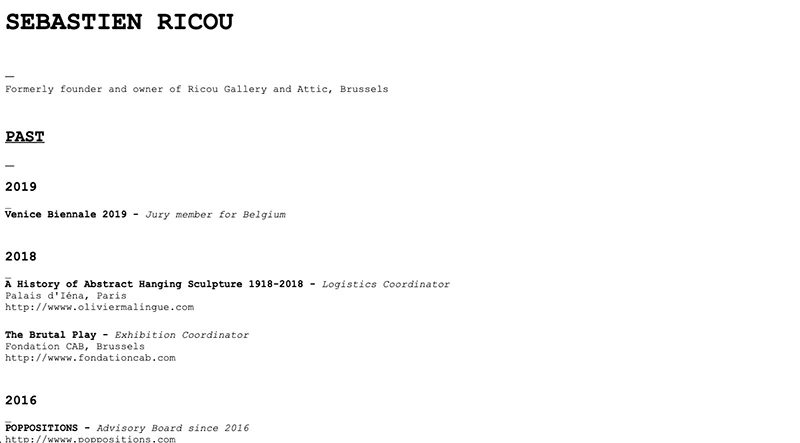 SEBASTIEN RICOU
—
Formerly founder and owner of Ricou Gallery and Attic, Brussels
PAST
—
2019
_
Venice Biennale 2019 - Jury member for Belgium
2018
_
A History of Abstract Hanging Sculpture 1918-2018 - Logistics Coordinator
Palais d'Iéna, Paris
http://wwww.oliviermalingue.com
The Brutal Play - Exhibition Coordinator
Fondation CAB, Brussels
http://wwww.fondationcab.com
2016
_
POPPOSITIONS - Advisory Board since 2016
http://www.poppositions.com